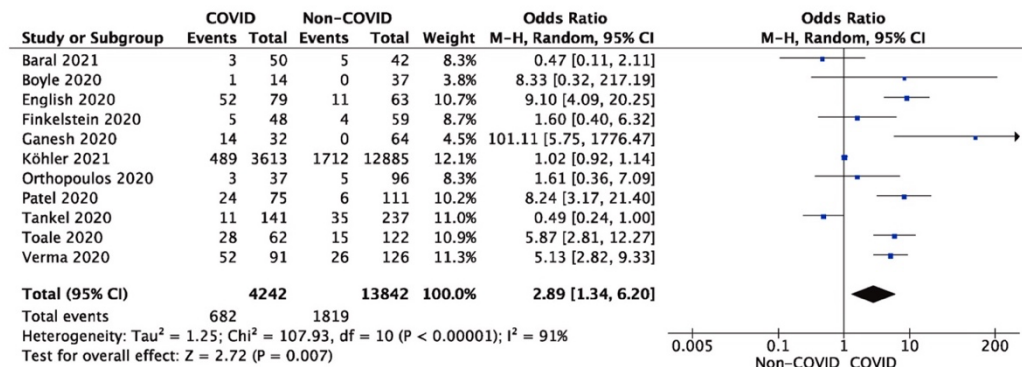 COVID Non-COVID Odds Ratio Odds Ratio
Study or Subgroup Events Total Events Total Weight M-H, Random, 95% CI M-H, Random, 95% CI
Baral 2021 3 50 5 42 8.3% 0.47 [0.11, 2.11]
Boyle 2020 1 14 0 37 3.8% 8.33 [0.32, 217.19]
English 2020 52 79 11 63 10.7% 9.10 [4.09, 20.25]
Finkelstein 2020 5 48 4 59 8.9% 1.60 [0.40, 6.32]
Ganesh 2020 14 32 0 64 4.5% 101.11 [5.75, 1776.47]
Köhler 2021 489 3613 1712 12885 12.1% 1.02 [0.92, 1.14]
Orthopoulos 2020 3 37 5 96 8.3% 1.61 [0.36, 7.09]
Patel 2020 24 75 6 111 10.2% 8.24 [3.17, 21.40]
Tankel 2020 11 141 35 237 11.0% 0.49 [0.24, 1.00]
Toale 2020 28 62 15 122 10.9% 5.87 [2.81, 12.27]
Verma 2020 52 91 26 126 11.3% 5.13 [2.82, 9.33]
Total (95% CI) 4242 13842 100.0% 2.89 [1.34, 6.20]
Total events 682 1819
Heterogeneity: Tau² = 1.25; Chi² = 107.93, df = 10 (P < 0.00001); I² = 91%
Test for overall effect: Z = 2.72 (P = 0.007)
0.005 0.1 1 10 200
Non-COVID COVID